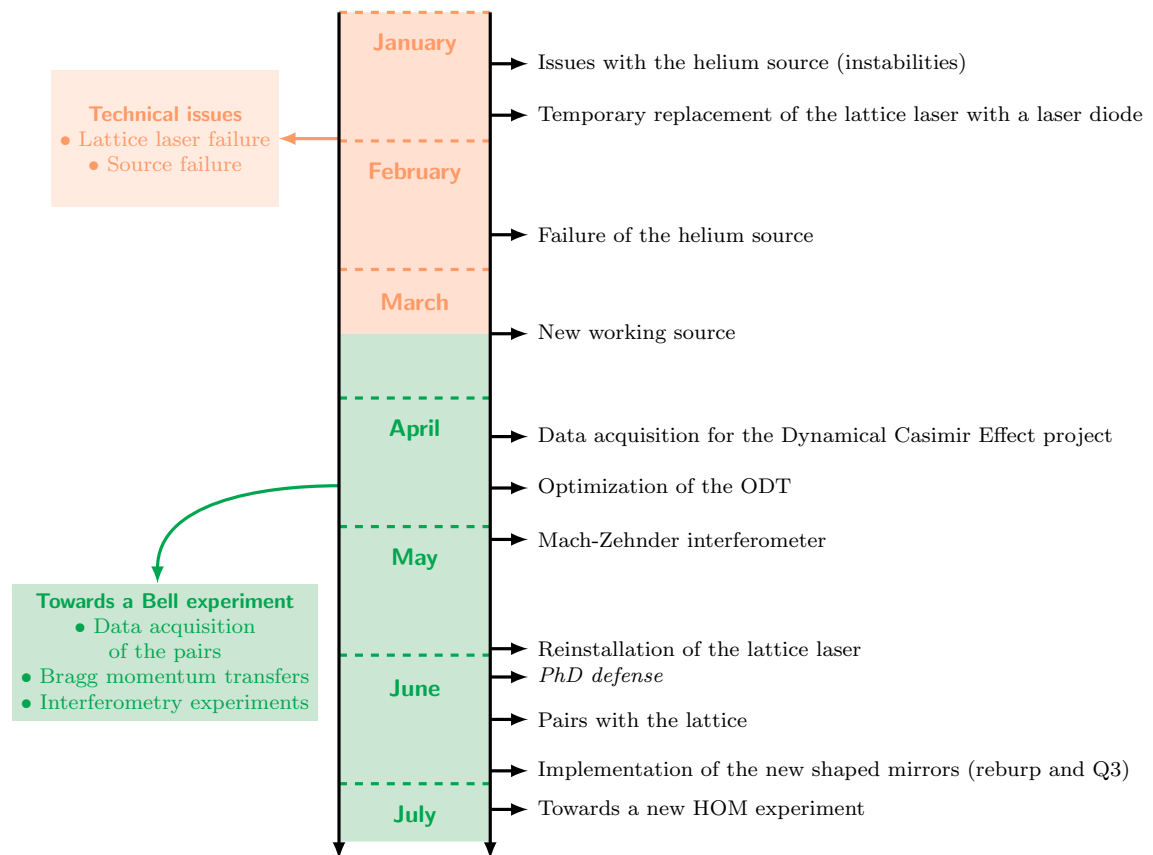 January
Issues with the helium source (instabilities)
Temporary replacement of the lattice laser with a laser diode
Technical issues
• Lattice laser failure
• Source failure
February
Failure of the helium source
March
New working source
April
Data acquisition for the Dynamical Casimir Effect project
Optimization of the ODT
Mach-Zehnder interferometer
May
Towards a Bell experiment
• Data acquisition
of the pairs
• Bragg momentum transfers
• Interferometry experiments
Reinstallation of the lattice laser
PhD defense
June
Pairs with the lattice
Implementation of the new shaped mirrors (reburp and Q3)
July
Towards a new HOM experiment